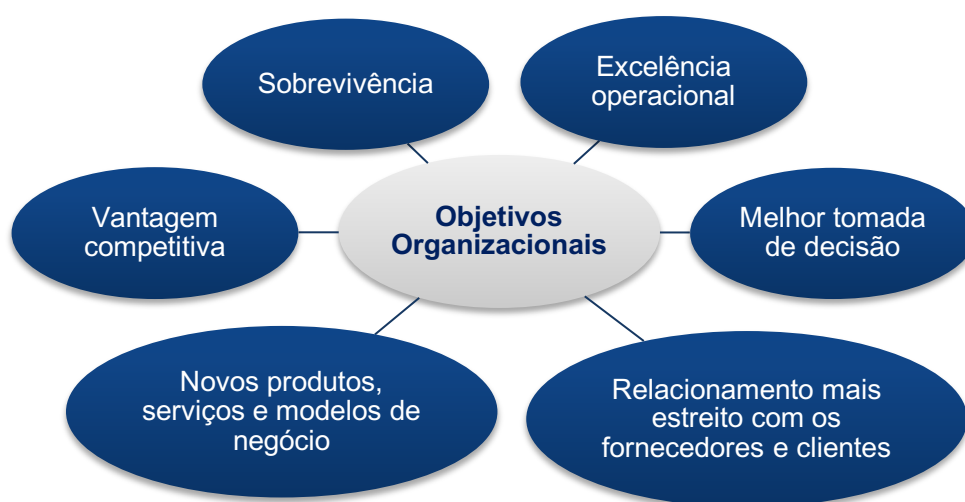 Sobrevivência
Excelência
operacional
Vantagem
competitiva
Objetivos
Organizacionais
Melhor tomada
de decisão
Novos produtos,
serviços e modelos de
negócio
Relacionamento mais
estreito com os
fornecedores e clientes